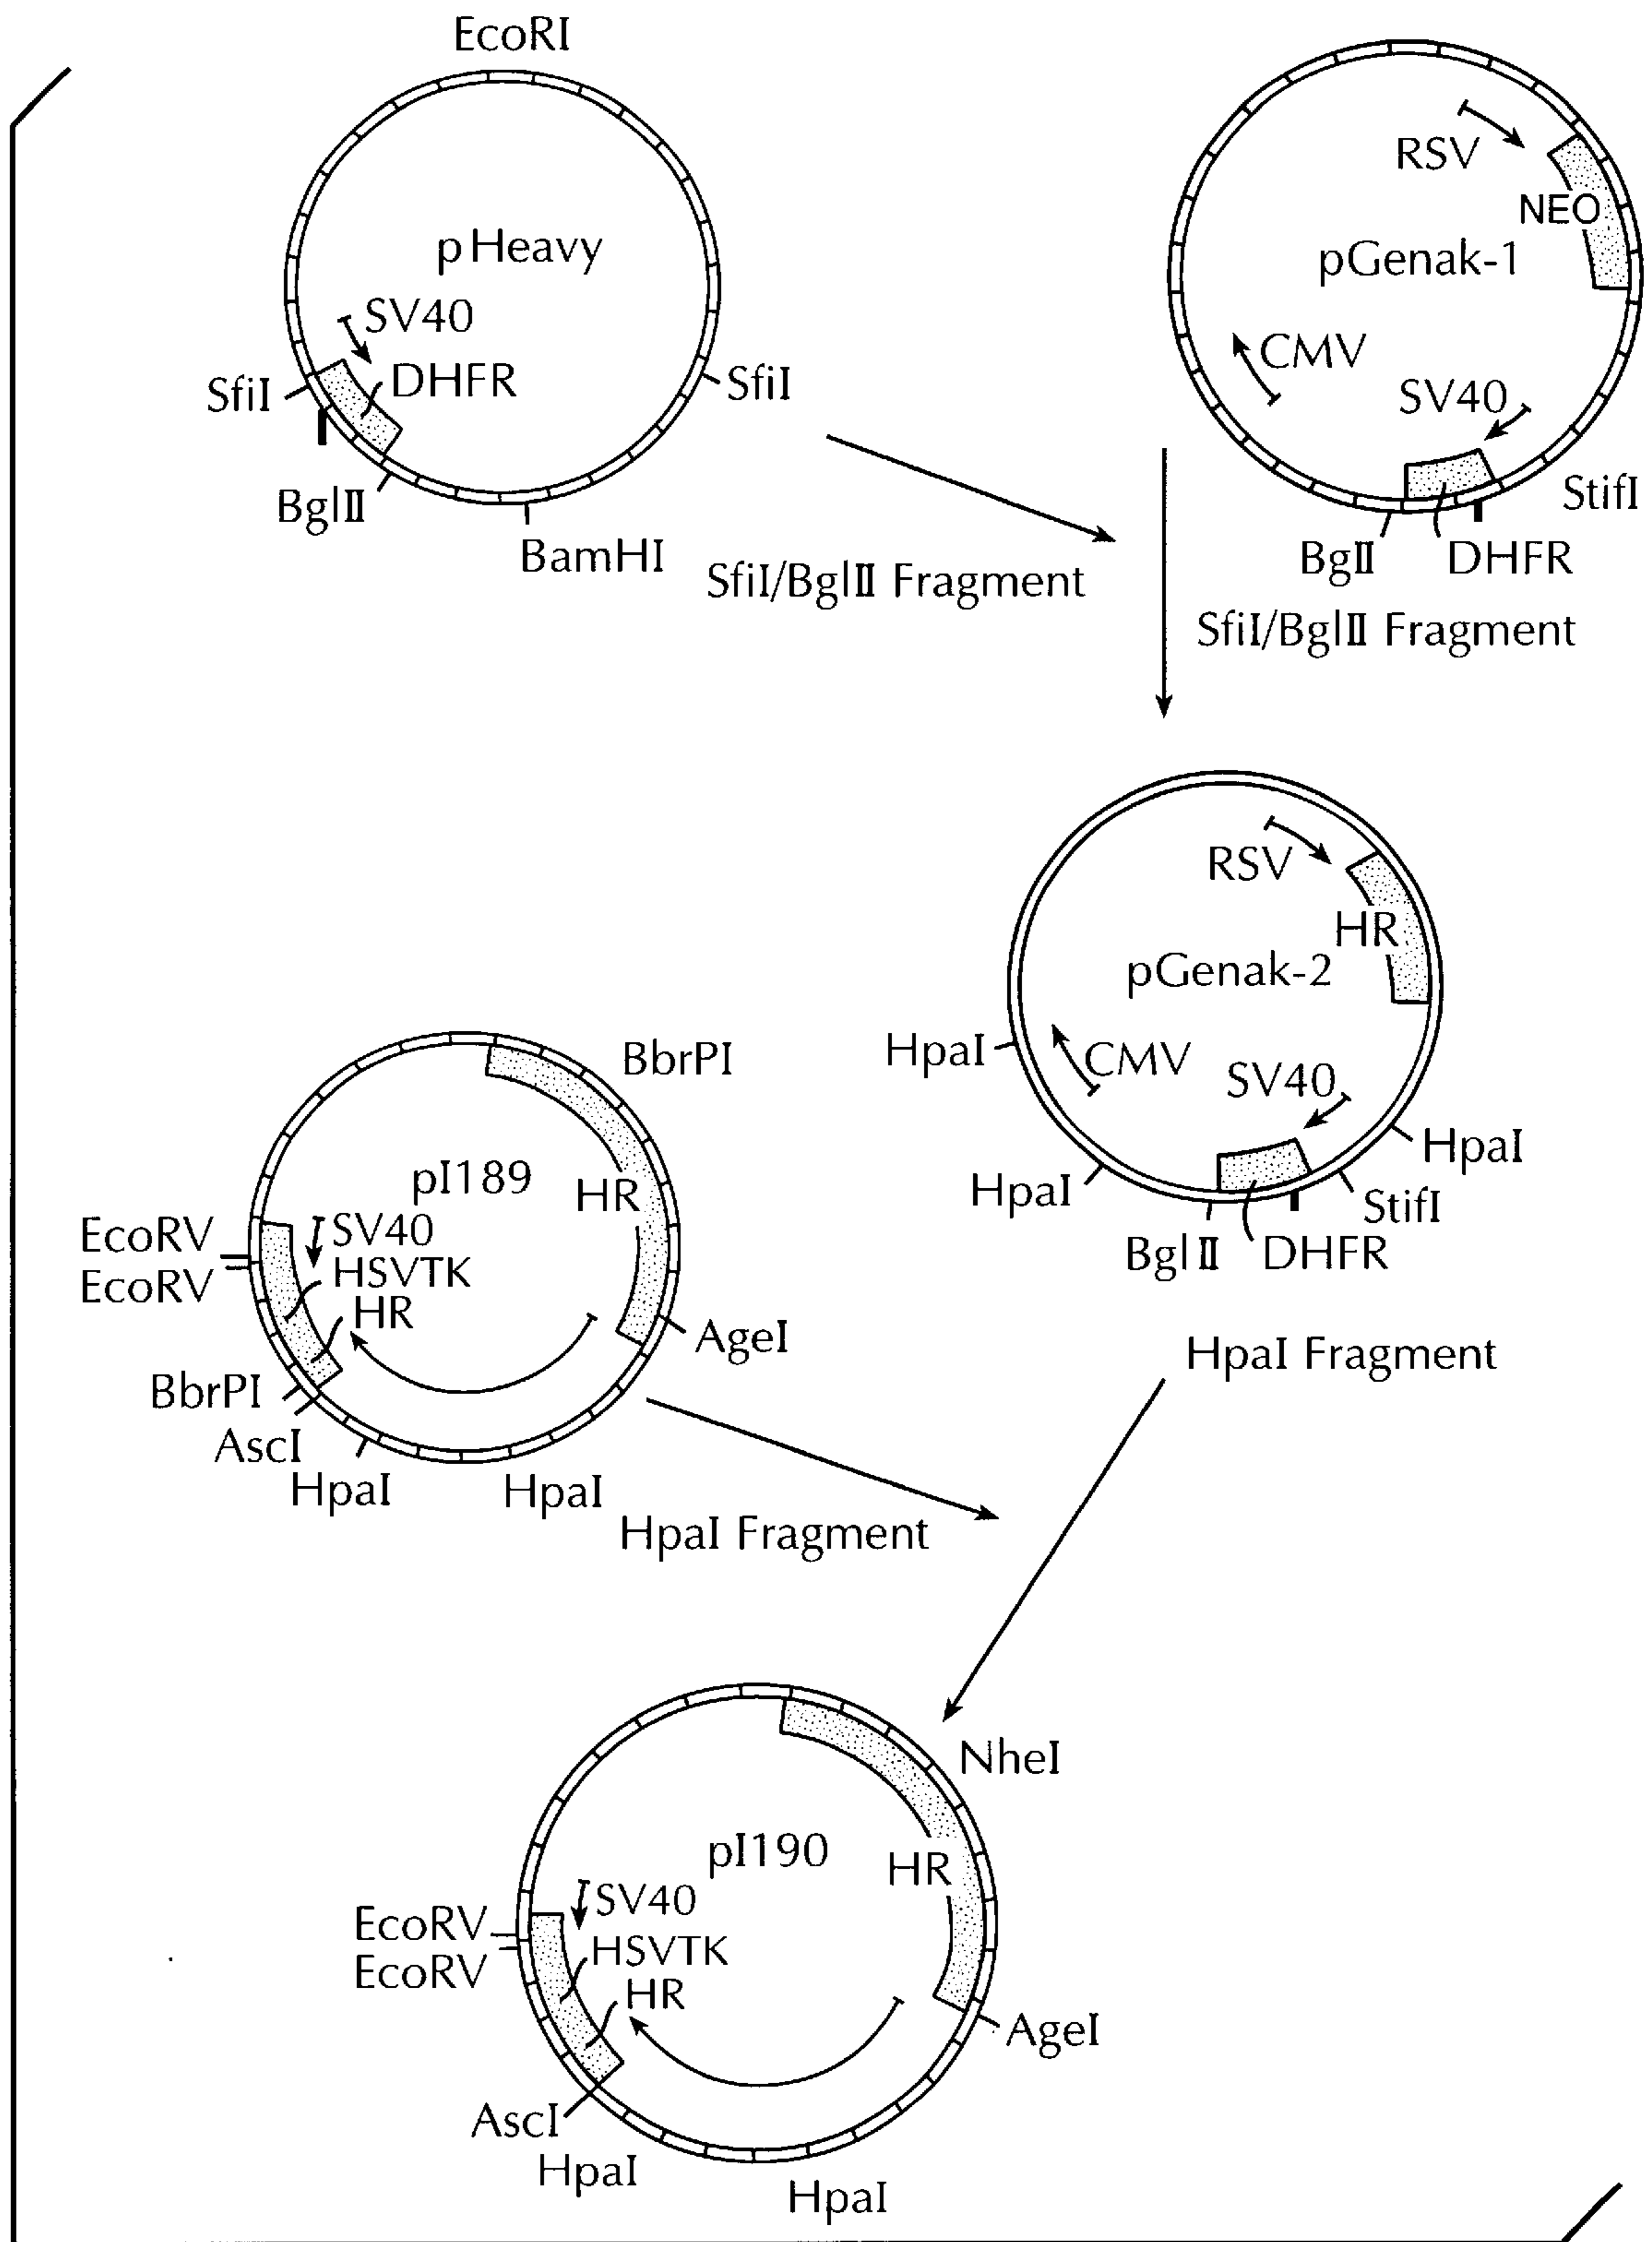 EcoRI
pHeavy
SV40
DHFR
SfiI
SfiI
BglII
BamHI
SfiI/BglII Fragment
RSV
NEO
pGenak-1
CMV
SV40
StifI
BgII
DHFR
SfiI/BglII Fragment
RSV
HR
pGenak-2
HpaI
CMV
SV40
HpaI
HpaI
StifI
BglII
DHFR
HpaI Fragment
BbrPI
pI189
HR
EcoRV
SV40
EcoRV
HSVTK
HR
AgeI
BbrPI
AscI
HpaI
HpaI
HpaI Fragment
NheI
pI190
HR
SV40
EcoRV
HSVTK
EcoRV
HR
AgeI
AscI
HpaI
HpaI